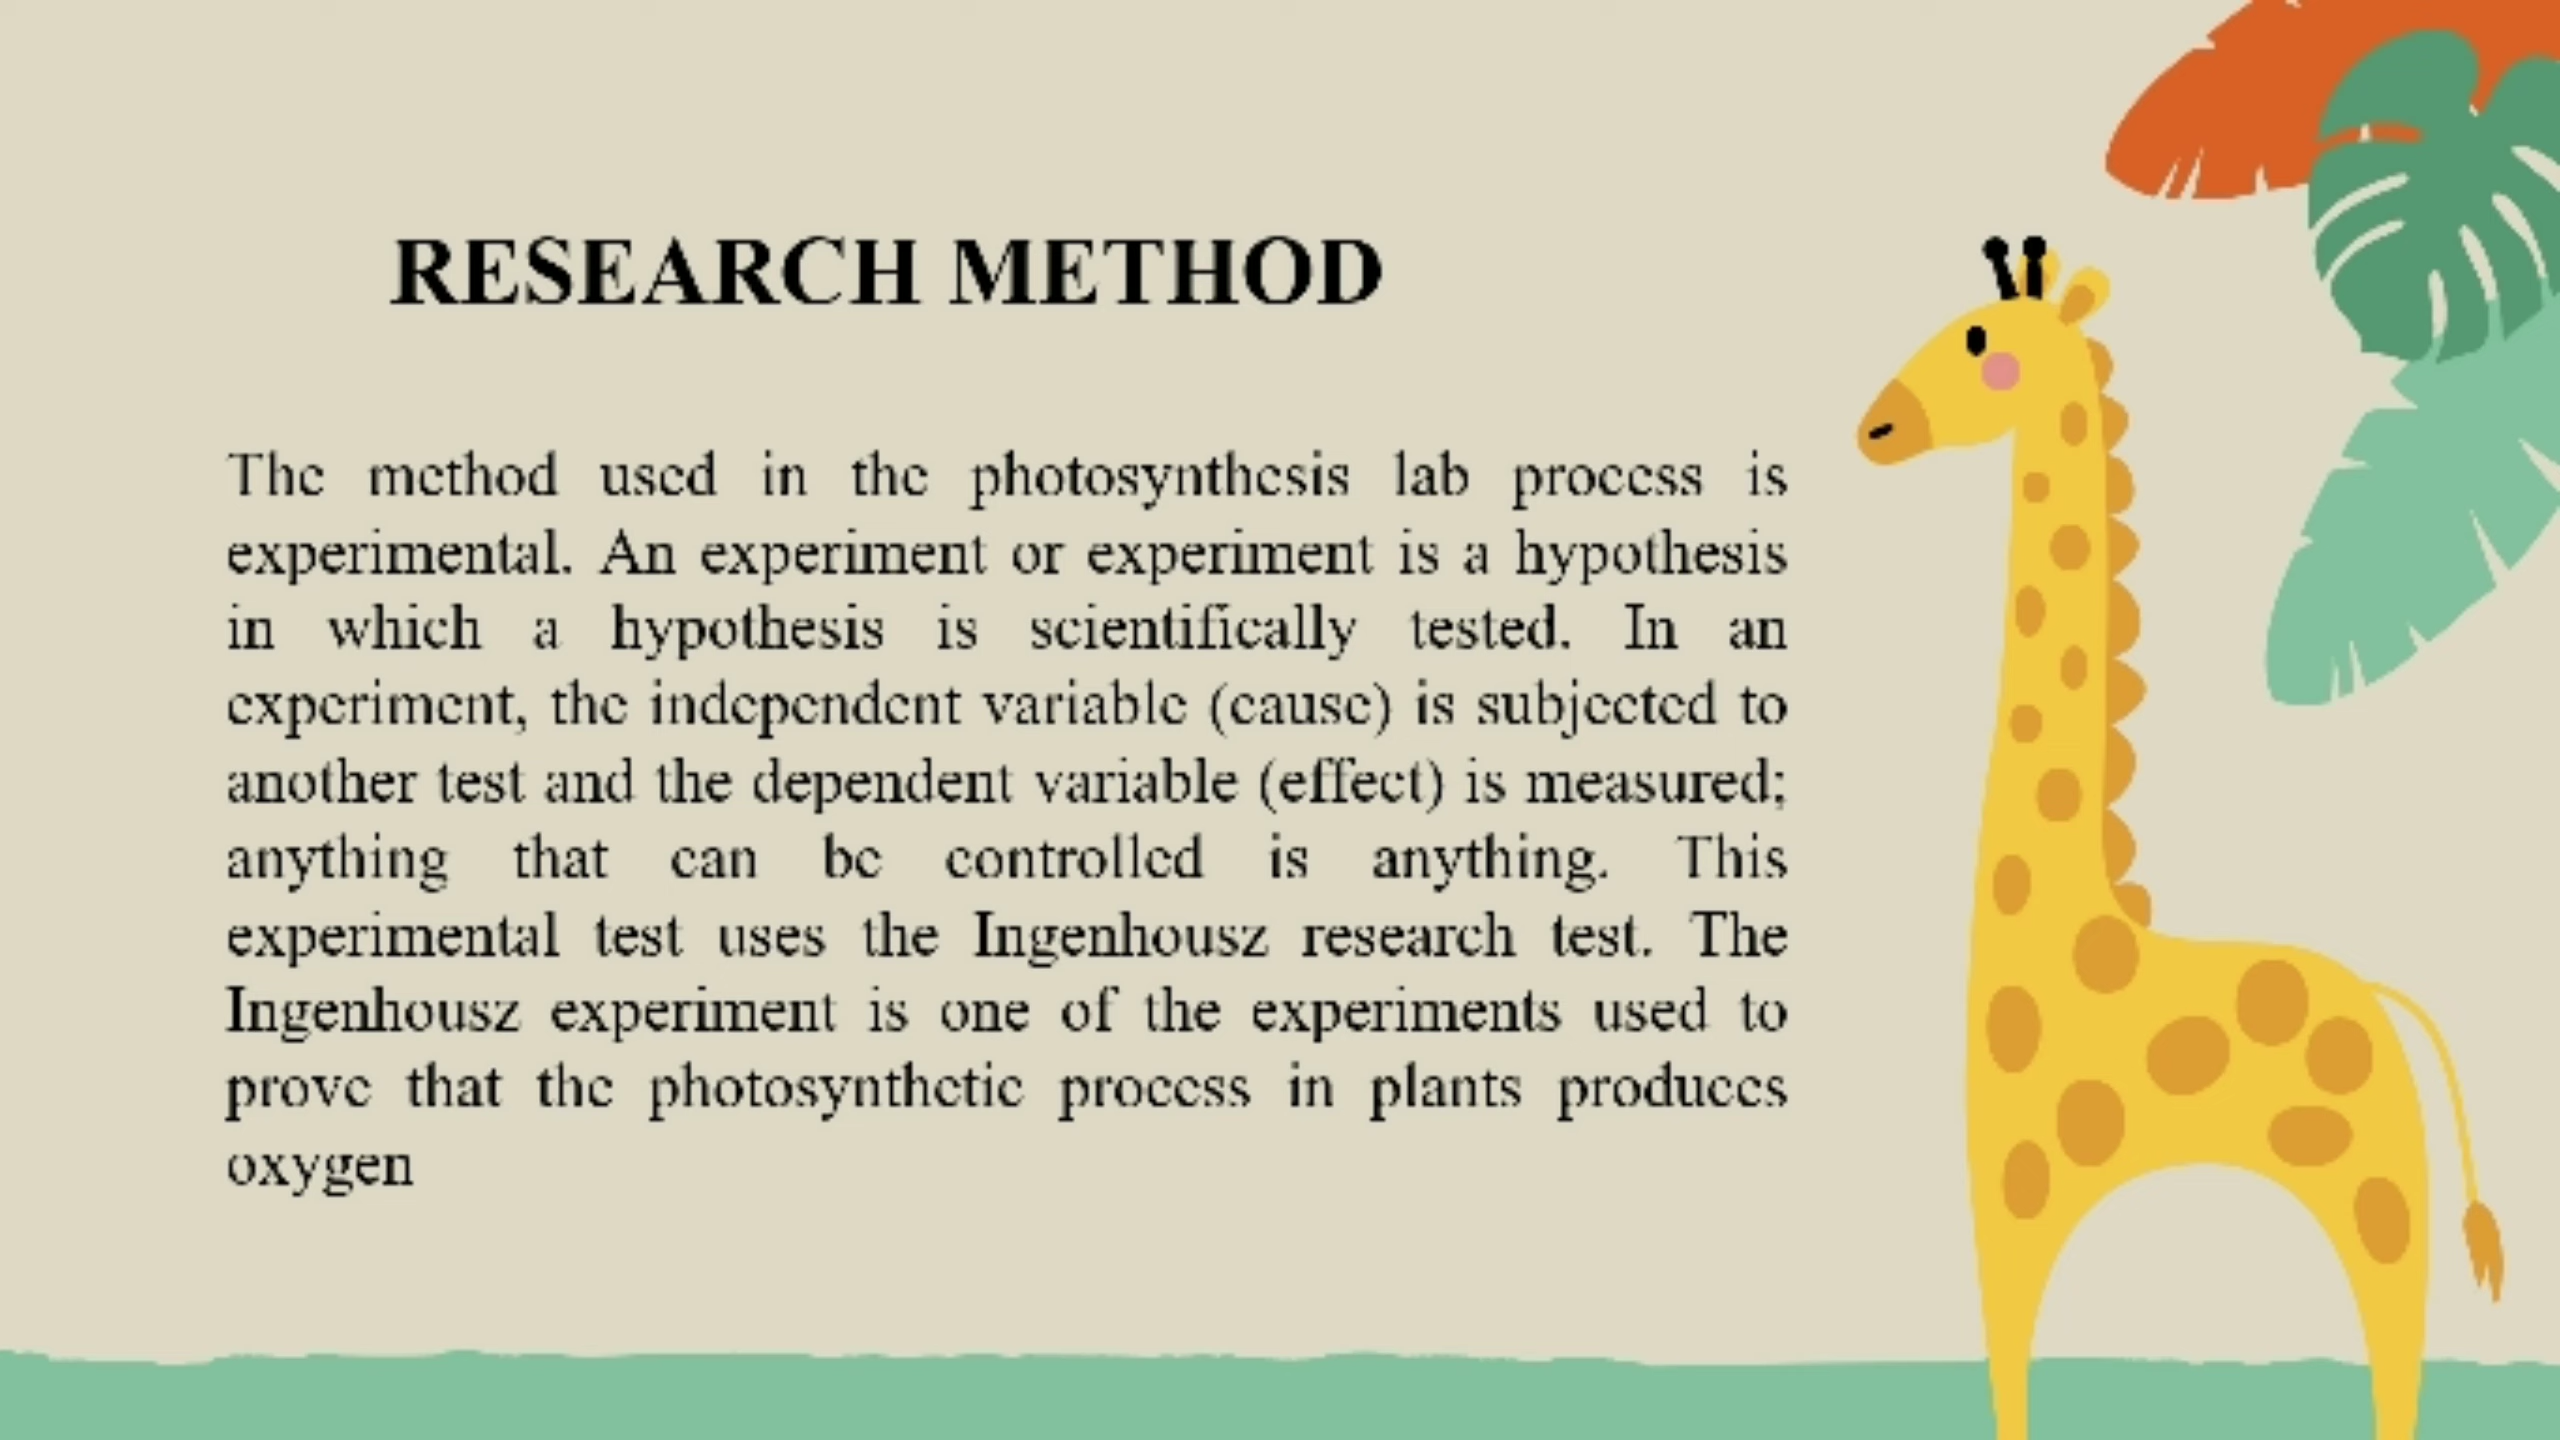 RESEARCH METHOD
The method used in the photosynthesis lab process is
experimental. An experiment or experiment is a hypothesis
in which a hypothesis is scientifically tested. In an
experiment, the independent variable (cause) is subjected to
another test and the dependent variable (effect) is measured;
anything that can be controlled is anything. This
experimental test uses the Ingenhousz research test. The
Ingenhousz experiment is one of the experiments used to
prove that the photosynthetic process in plants produces
oxygen